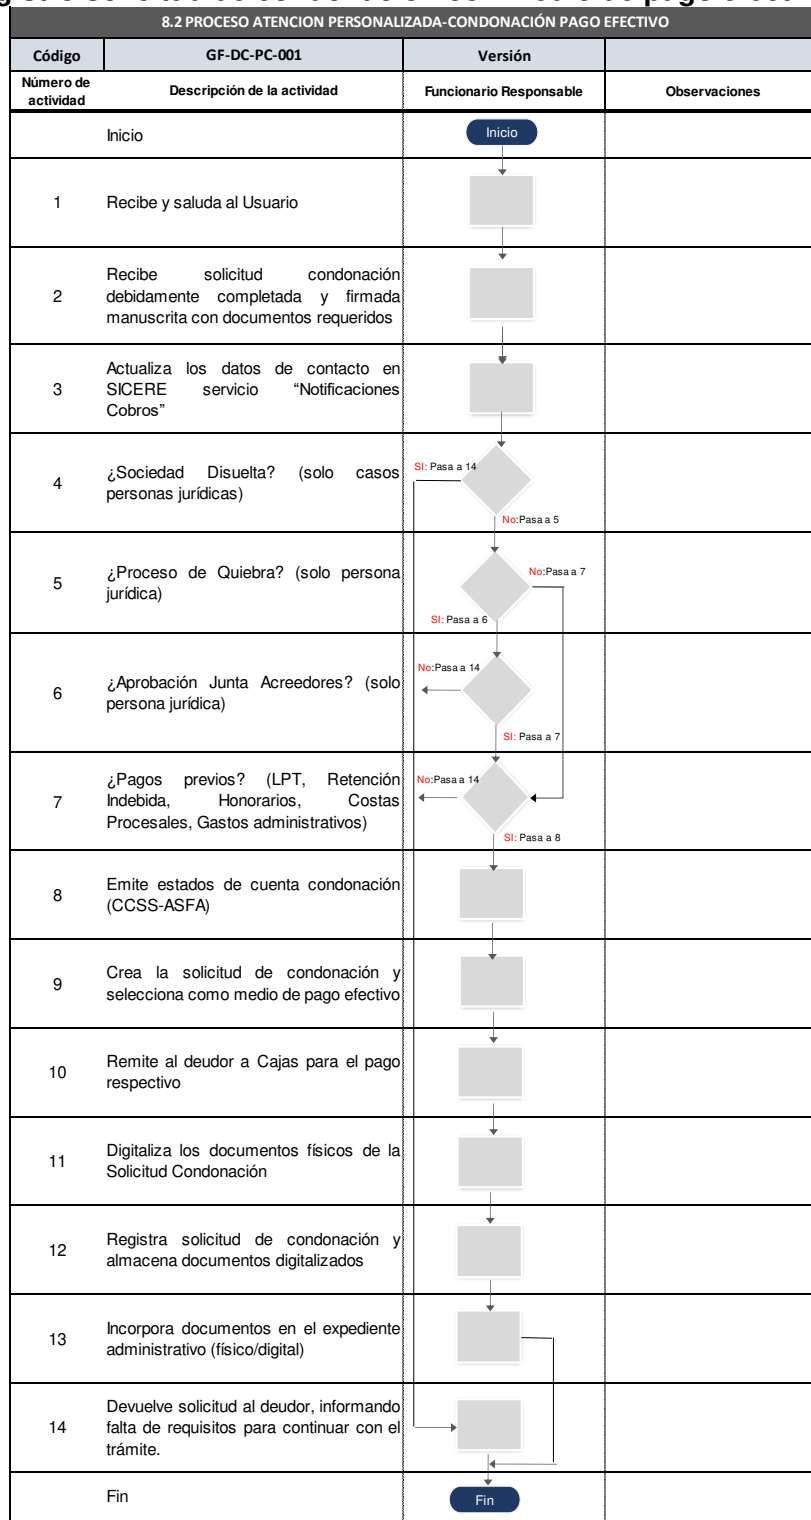 8.2 PROCESO ATENCION PERSONALIZADA-CONDONACIÓN PAGO EFECTIVO
Código GF-DC-PC-001 Versión
Número de actividad Descripción de la actividad Funcionario Responsable Observaciones
Inicio Inicio
1 Recibe y saluda al Usuario
Recibe solicitud condonación
2 debidamente completada y firmada
manuscrita con documentos requeridos
Actualiza los datos de contacto en
3 SICERE servicio “Notificaciones
Cobros”
SI: Pasa a 14
4 ¿Sociedad Disuelta? (solo casos
personas jurídicas)
No:Pasa a 5
5 ¿Proceso de Quiebra? (solo persona
jurídica)
No:Pasa a 7
SI: Pasa a 6
No:Pasa a 14
6 ¿Aprobación Junta Acreedores? (solo
persona jurídica)
SI: Pasa a 7
No:Pasa a 14
¿Pagos previos? (LPT, Retención
7 Indebida, Honorarios, Costas
Procesales, Gastos administrativos)
SI: Pasa a 8
8 Emite estados de cuenta condonación
(CCSS-ASFA)
9 Crea la solicitud de condonación y
selecciona como medio de pago efectivo
10 Remite al deudor a Cajas para el pago
respectivo
11 Digitaliza los documentos físicos de la
Solicitud Condonación
12 Registra solicitud de condonación y
almacena documentos digitalizados
13 Incorpora documentos en el expediente
administrativo (físico/digital)
Devuelve solicitud al deudor, informando
14 falta de requisitos para continuar con el
trámite.
Fin Fin